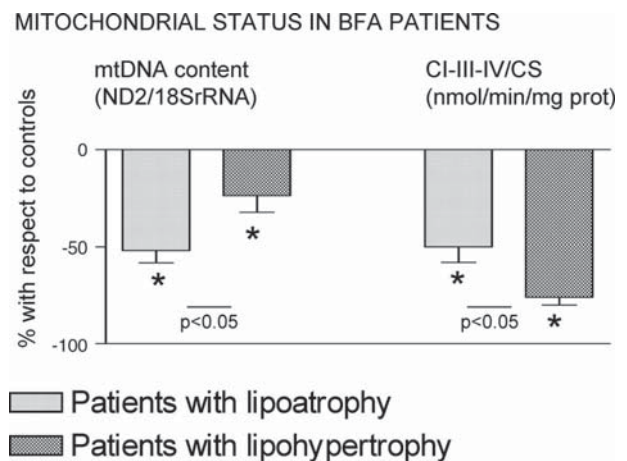 MITOCHONDRIAL STATUS IN BFA PATIENTS
mtDNA content
(ND2/18SrRNA)
CI-III-IV/CS
(nmol/min/mg prot)
% with respect to controls
0
-50
-100
*
*
*
*
p<0.05
p<0.05
Patients with lipoatrophy
Patients with lipohypertrophy